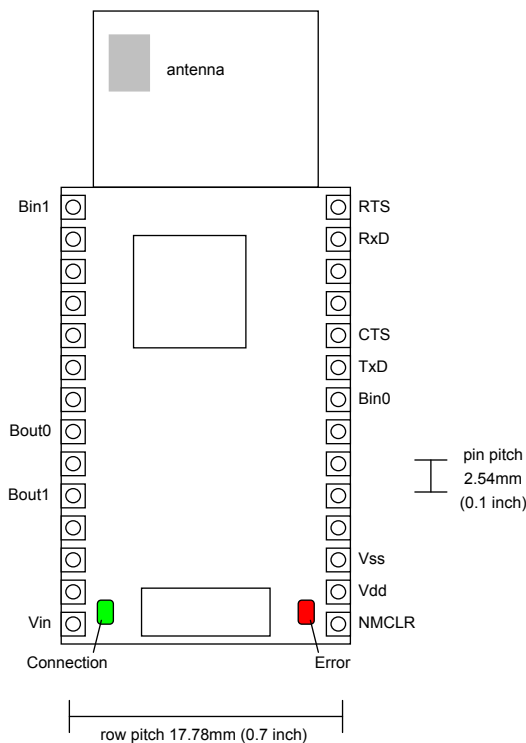 antenna
Bin1
RTS
RxD
CTS
TxD
Bin0
Bout0
pin pitch
2.54mm
(0.1 inch)
Bout1
Vss
Vdd
Vin
NMCLR
Connection
Error
row pitch 17.78mm (0.7 inch)